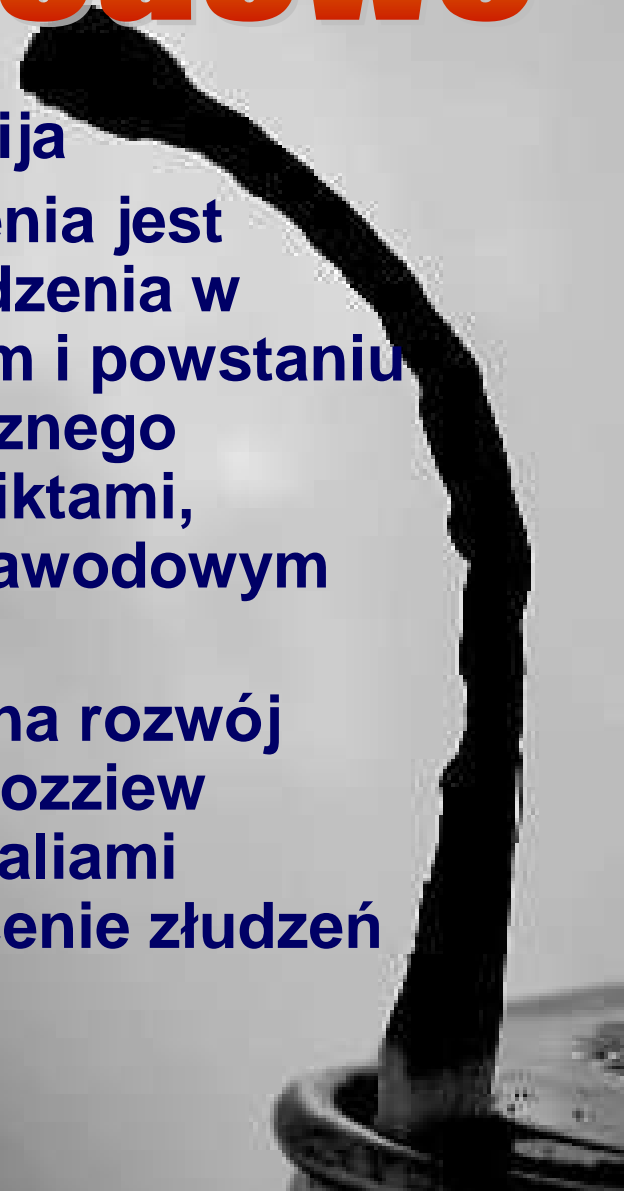 ija
enia jest
dzenia w
m i powstaniu
znego
iktami,
awodowym
na rozwój
ozziew
aliami
enie złudzeń